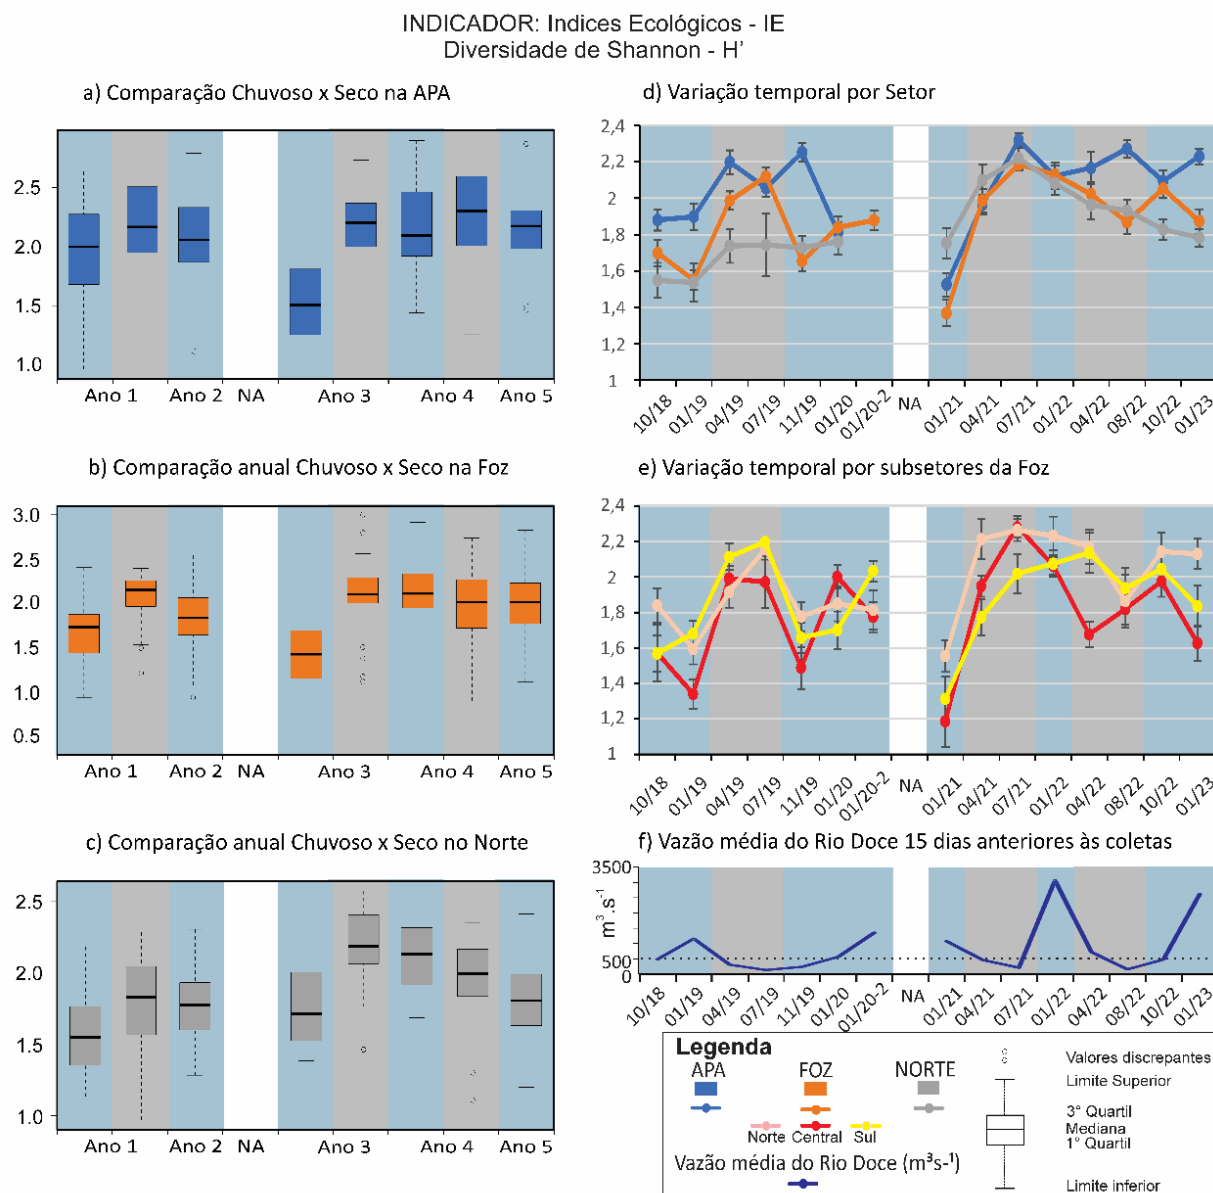 INDICADOR: Indices Ecológicos - IE
Diversidade de Shannon - H'
a) Comparação Chuvoso x Seco na APA
2.5
2.0
1.5
1.0
Ano 1 Ano 2 NA Ano 3 Ano 4 Ano 5
d) Variação temporal por Setor
2,4
2,2
2
1,8
1,6
1,4
1,2
1
10/18 01/19 04/19 07/19 11/19 01/20 01/20-2 NA 01/21 04/21 07/21 01/22 04/22 08/22 10/22 01/23
b) Comparação anual Chuvoso x Seco na Foz
3.0
2.5
2.0
1.5
1.0
0.5
Ano 1 Ano 2 NA Ano 3 Ano 4 Ano 5
e) Variação temporal por subsetores da Foz
2,4
2,2
2
1,8
1,6
1,4
1,2
1
10/18 01/19 04/19 07/19 11/19 01/20 01/20-2 NA 01/21 04/21 07/21 01/22 04/22 08/22 10/22 01/23
c) Comparação anual Chuvoso x Seco no Norte
2.5
2.0
1.5
1.0
Ano 1 Ano 2 NA Ano 3 Ano 4 Ano 5
f) Vazão média do Rio Doce 15 dias anteriores às coletas
m³.s⁻¹
3500
500
0
10/18 01/19 04/19 07/19 11/19 01/20 01/20-2 NA 01/21 04/21 07/21 01/22 04/22 08/22 10/22 01/23
Legenda
APA FOZ NORTE
Norte Central Sul
Vazão média do Rio Doce (m³s-¹)
Valores discrepantes
Limite Superior
3° Quartil
Mediana
1° Quartil
Limite inferior